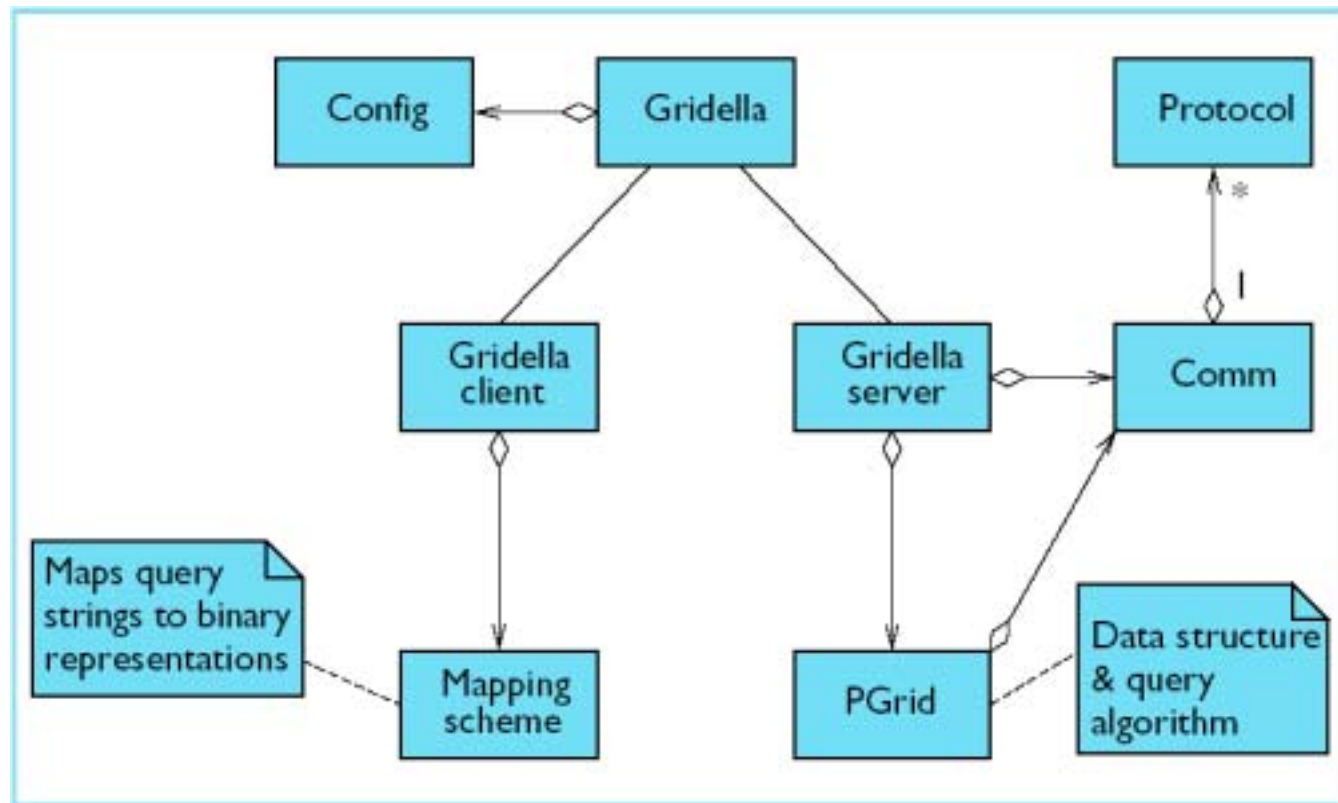 Config
Gridella
Protocol
*
1
Gridella
client
Gridella
server
Comm
Maps query
strings to binary
representations
Mapping
scheme
PGrid
Data structure
& query
algorithm